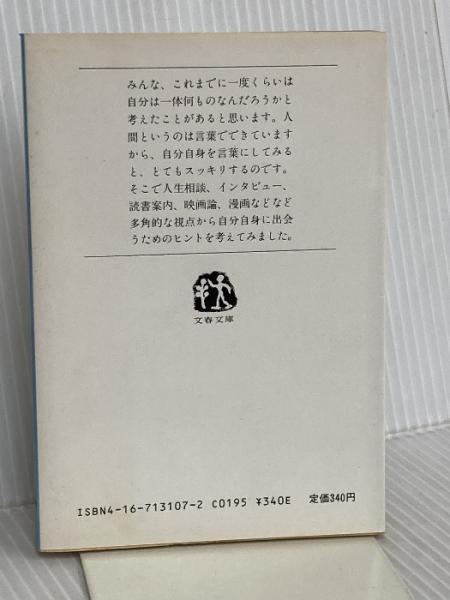 みんな、これまでに一度くらいは
自分は一体何ものなんだろうかと
考えたことがあると思います。人
間というのは言葉でできています
から、自分自身を言葉にしてみる
と、とてもスッキリするのです。
そこで人生相談、インタビュー、
読書案内、映画論、漫画などなど
多角的な視点から自分自身に出会
うためのヒントを考えてみました。
文春文庫
ISBN4-16-713107-2 C0195 ¥340E 定価340円